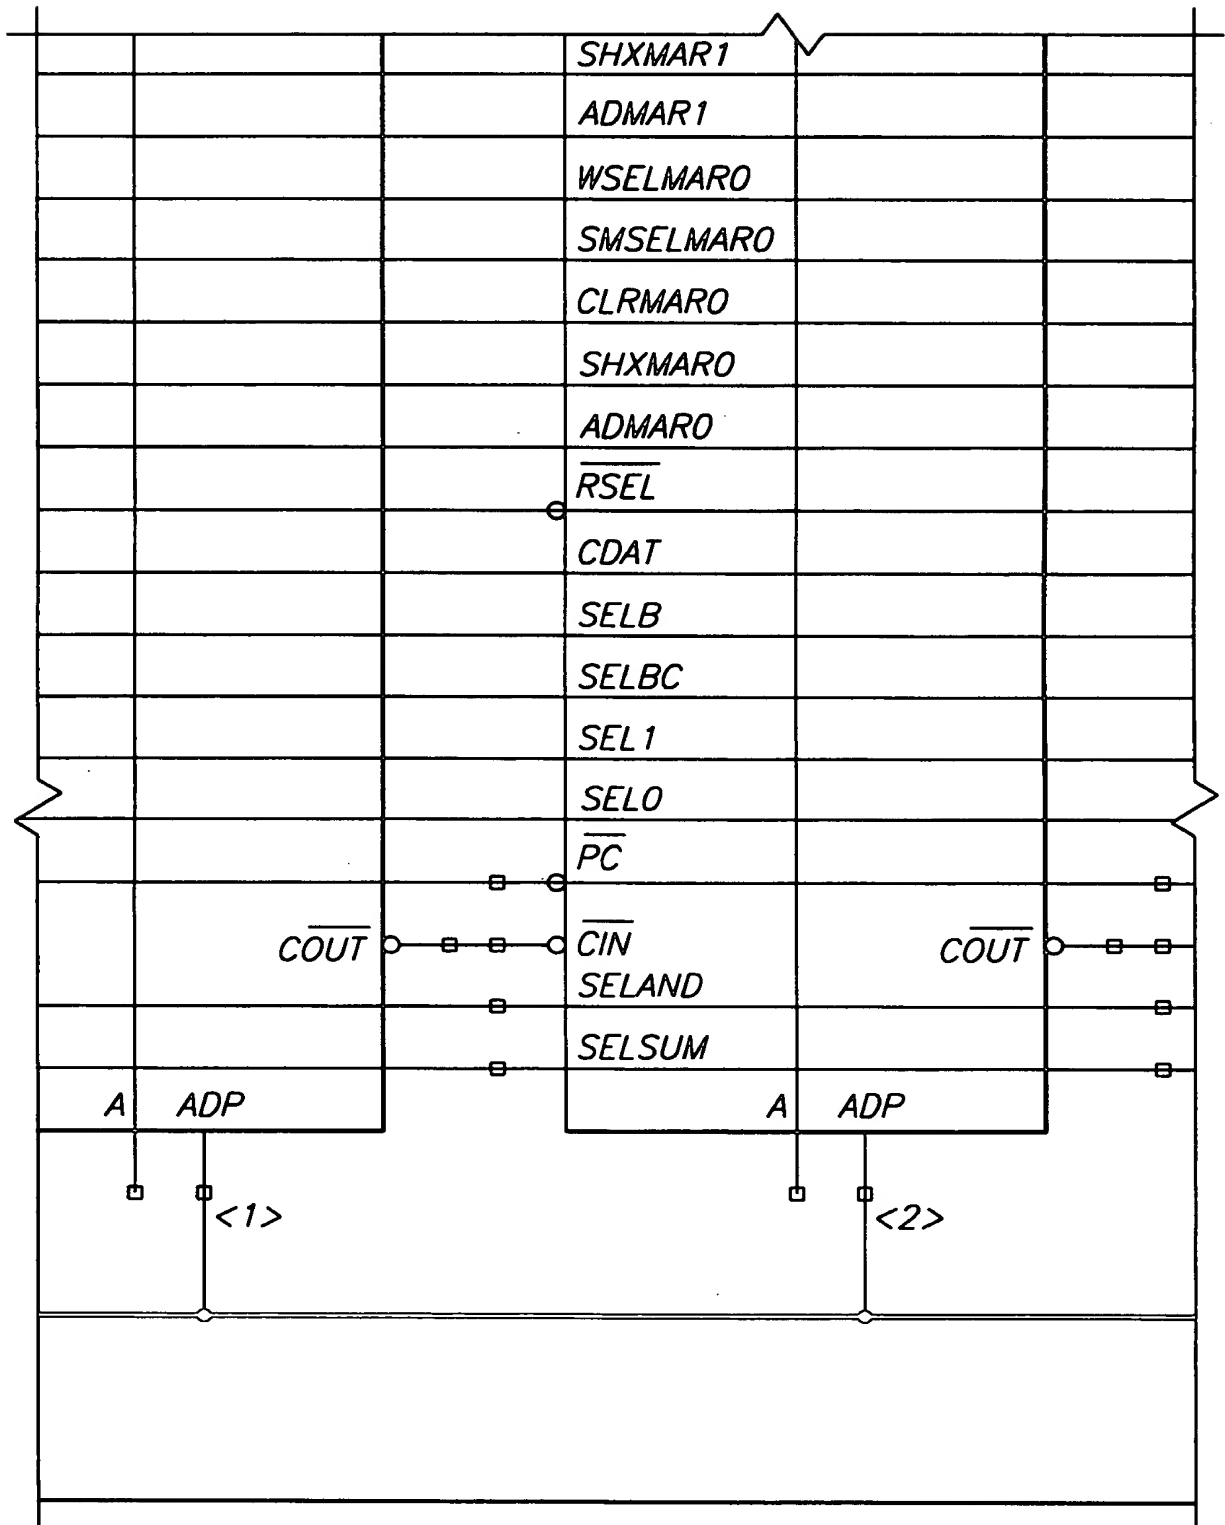 SHXMAR1
ADMAR1
WSELMAR0
SMSELMAR0
CLRMAR0
SHXMAR0
ADMAR0
RSEL
CDAT
SELB
SELBC
SEL1
SEL0
PC
COUT CIN COUT
SELAND
SELSUM
A ADP A ADP
<1> <2>